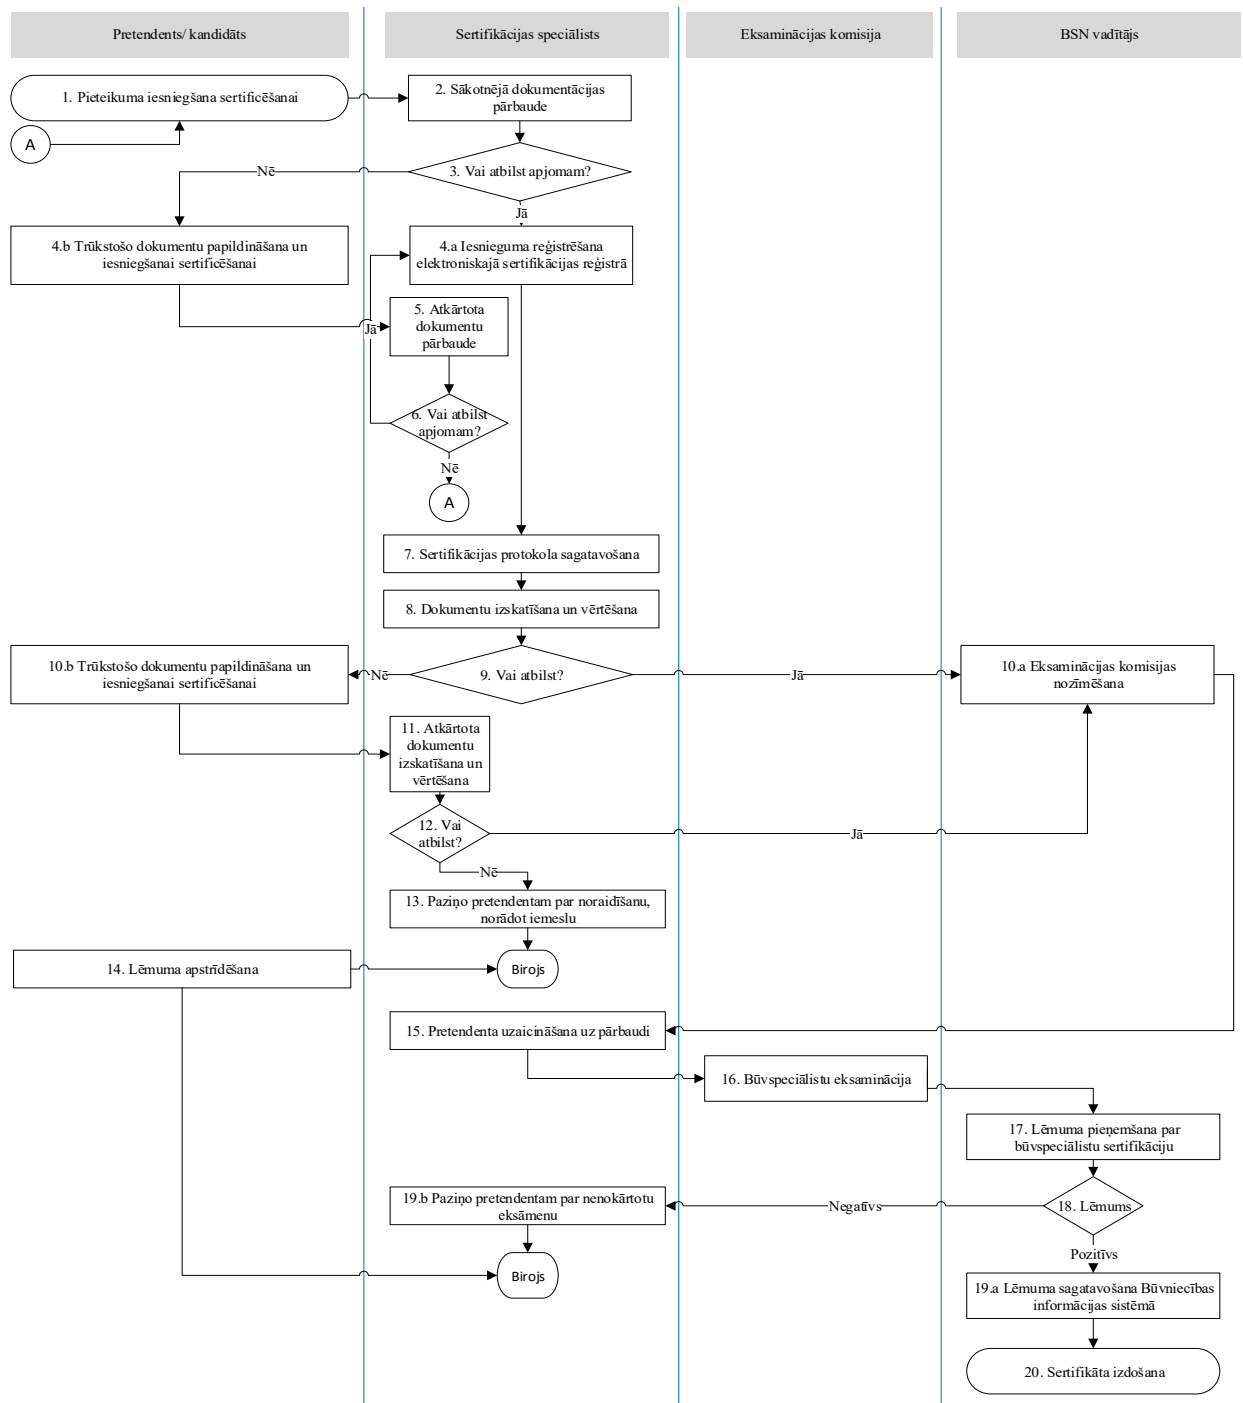 Pretendents/ kandidāts
Sertifikācijas speciālists
Eksaminācijas komisija
BSN vadītājs
1. Pieteikuma iesniegšana sertificēšanai
2. Sākotnējā dokumentācijas
pārbaude
A
3. Vai atbilst apjomam?
Nē
Jā
4.b Trūkstošo dokumentu papildināšana un
iesniegšanai sertificēšanai
4.a Iesnieguma reģistrēšana
elektroniskajā sertifikācijas reģistrā
5. Atkārtota
dokumentu
pārbaude
Jā
6. Vai atbilst
apjomam?
Nē
A
7. Sertifikācijas protokola sagatavošana
8. Dokumentu izskatīšana un vērtēšana
10.b Trūkstošo dokumentu papildināšana un
iesniegšanai sertificēšanai
Nē
9. Vai atbilst?
Jā
10.a Eksaminācijas komisijas
nozīmēšana
11. Atkārtota
dokumentu
izskatīšana un
vērtēšana
12. Vai
atbilst?
Jā
Nē
13. Paziņo pretendentam par noraidīšanu,
norādot iemeslu
14. Lēmuma apstrīdēšana
Birojs
15. Pretendenta uzaicināšana uz pārbaudi
16. Būvspeciālistu eksaminācija
17. Lēmuma pieņemšana par
būvspeciālistu sertifikāciju
19.b Paziņo pretendentam par nenokārtotu
eksāmenu
Negatīvs
18. Lēmums
Pozitīvs
Birojs
19.a Lēmuma sagatavošana Būvniecības
informācijas sistēmā
20. Sertifikāta izdošana